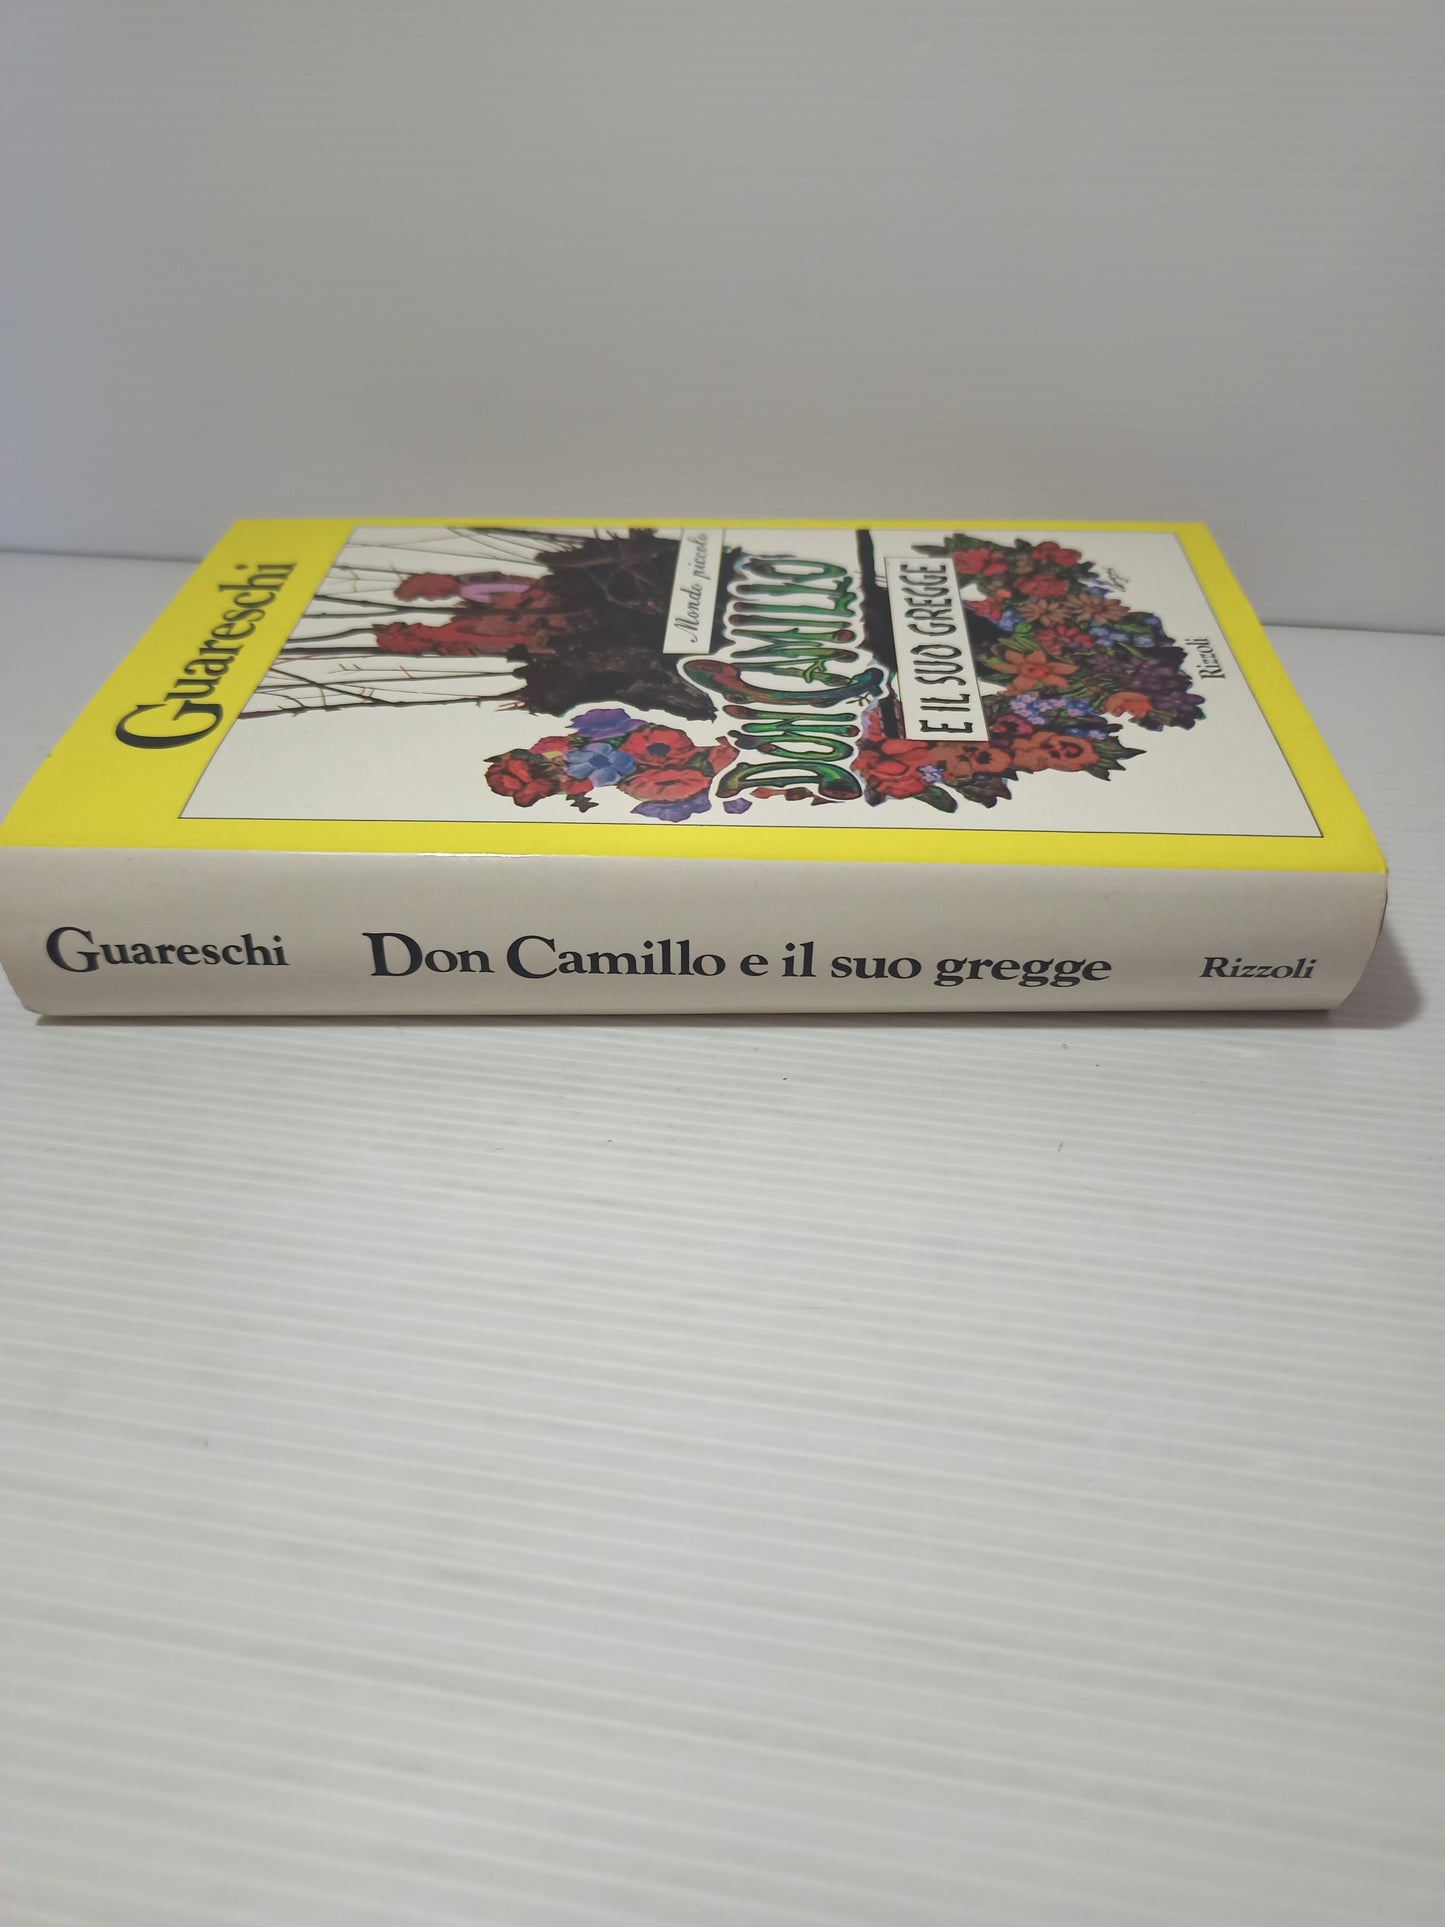 Guareschi
Mondo piccolo
DON CAMILLO
E IL SUO GREGGE
Rizzoli
Guareschi Don Camillo e il suo gregge Rizzoli